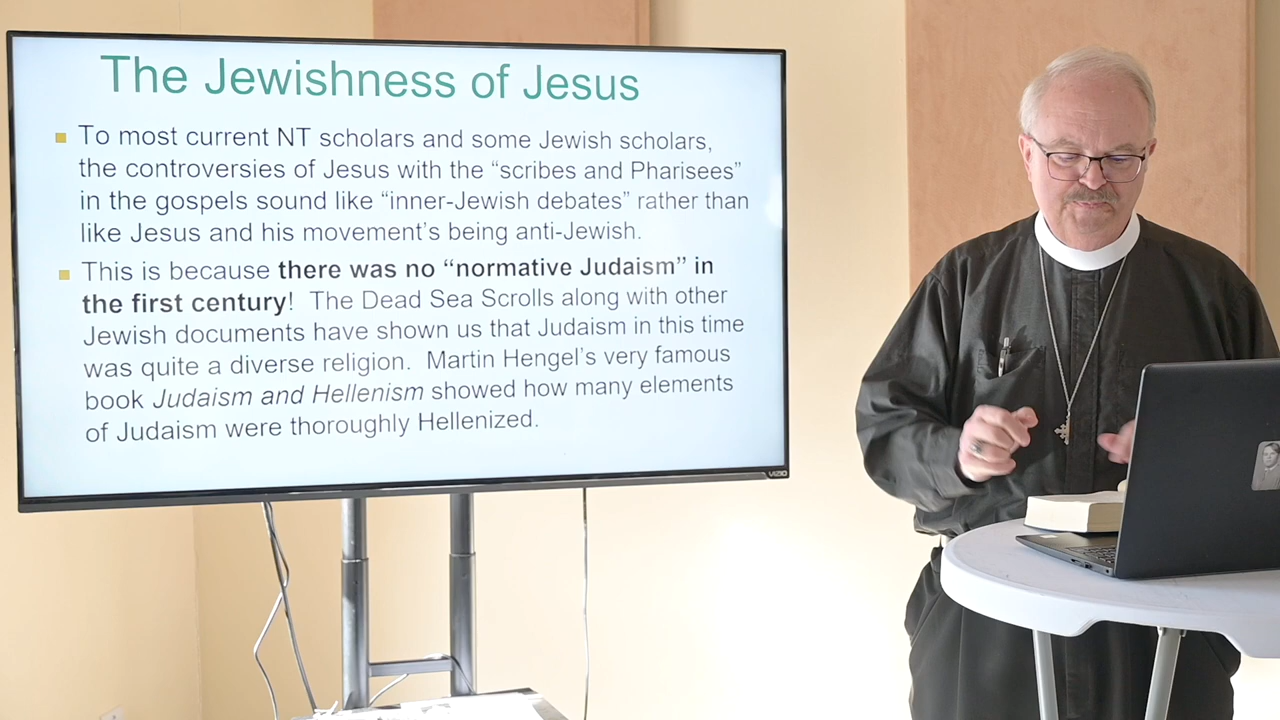 The Jewishness of Jesus
To most current NT scholars and some Jewish scholars,
the controversies of Jesus with the “scribes and Pharisees”
in the gospels sound like “inner-Jewish debates” rather than
like Jesus and his movement’s being anti-Jewish.
This is because there was no “normative Judaism” in
the first century! The Dead Sea Scrolls along with other
Jewish documents have shown us that Judaism in this time
was quite a diverse religion. Martin Hengel’s very famous
book Judaism and Hellenism showed how many elements
of Judaism were thoroughly Hellenized.
VIZIO